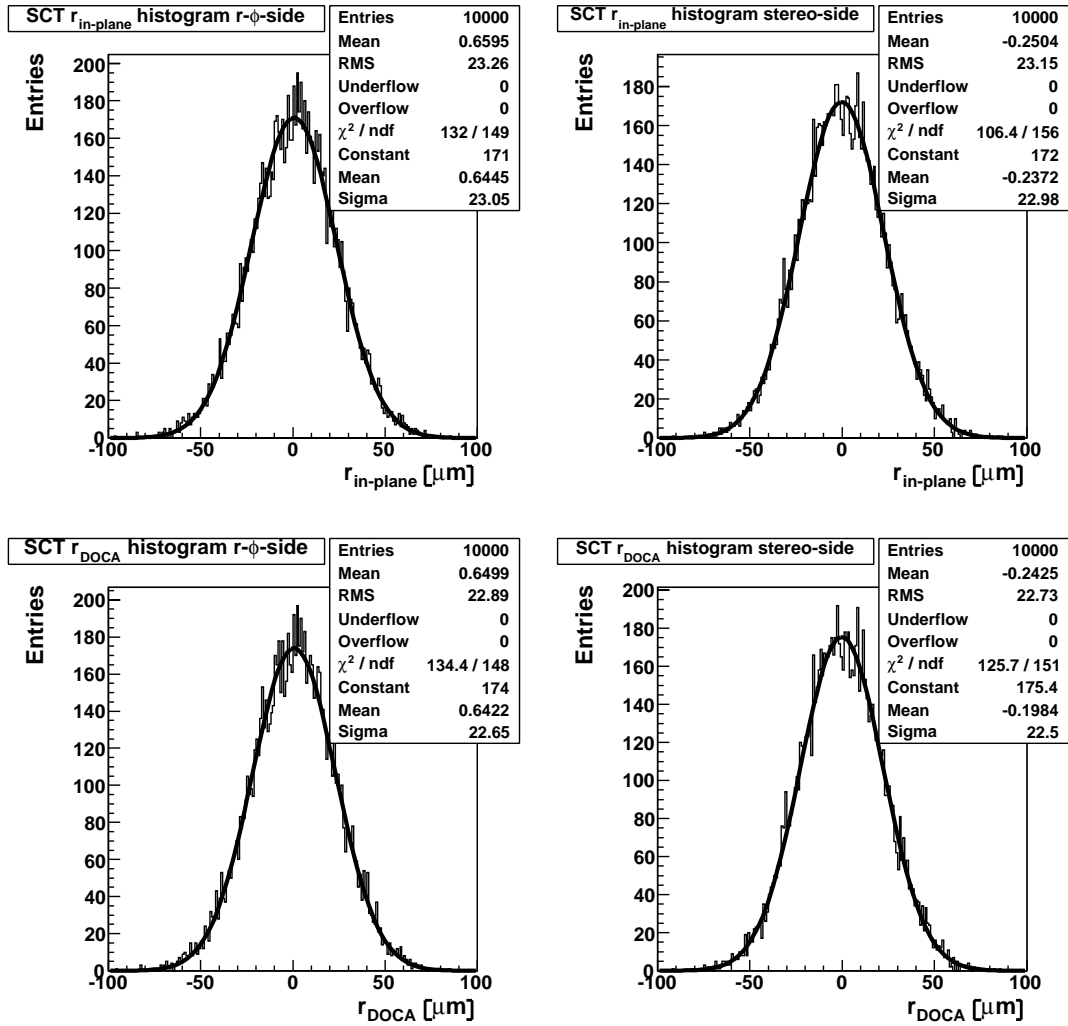 SCT r_in-plane histogram r-ϕ-side
Entries 10000
Mean 0.6595
RMS 23.26
Underflow 0
Overflow 0
χ² / ndf 132 / 149
Constant 171
Mean 0.6445
Sigma 23.05
Entries
200
180
160
140
120
100
80
60
40
20
0
-100 -50 0 50 100
r_in-plane [μm]
SCT r_in-plane histogram stereo-side
Entries 10000
Mean -0.2504
RMS 23.15
Underflow 0
Overflow 0
χ² / ndf 106.4 / 156
Constant 172
Mean -0.2372
Sigma 22.98
Entries
180
160
140
120
100
80
60
40
20
0
-100 -50 0 50 100
r_in-plane [μm]
SCT r_DOCA histogram r-ϕ-side
Entries 10000
Mean 0.6499
RMS 22.89
Underflow 0
Overflow 0
χ² / ndf 134.4 / 148
Constant 174
Mean 0.6422
Sigma 22.65
Entries
200
180
160
140
120
100
80
60
40
20
0
-100 -50 0 50 100
r_DOCA [μm]
SCT r_DOCA histogram stereo-side
Entries 10000
Mean -0.2425
RMS 22.73
Underflow 0
Overflow 0
χ² / ndf 125.7 / 151
Constant 175.4
Mean -0.1984
Sigma 22.5
Entries
200
180
160
140
120
100
80
60
40
20
0
-100 -50 0 50 100
r_DOCA [μm]